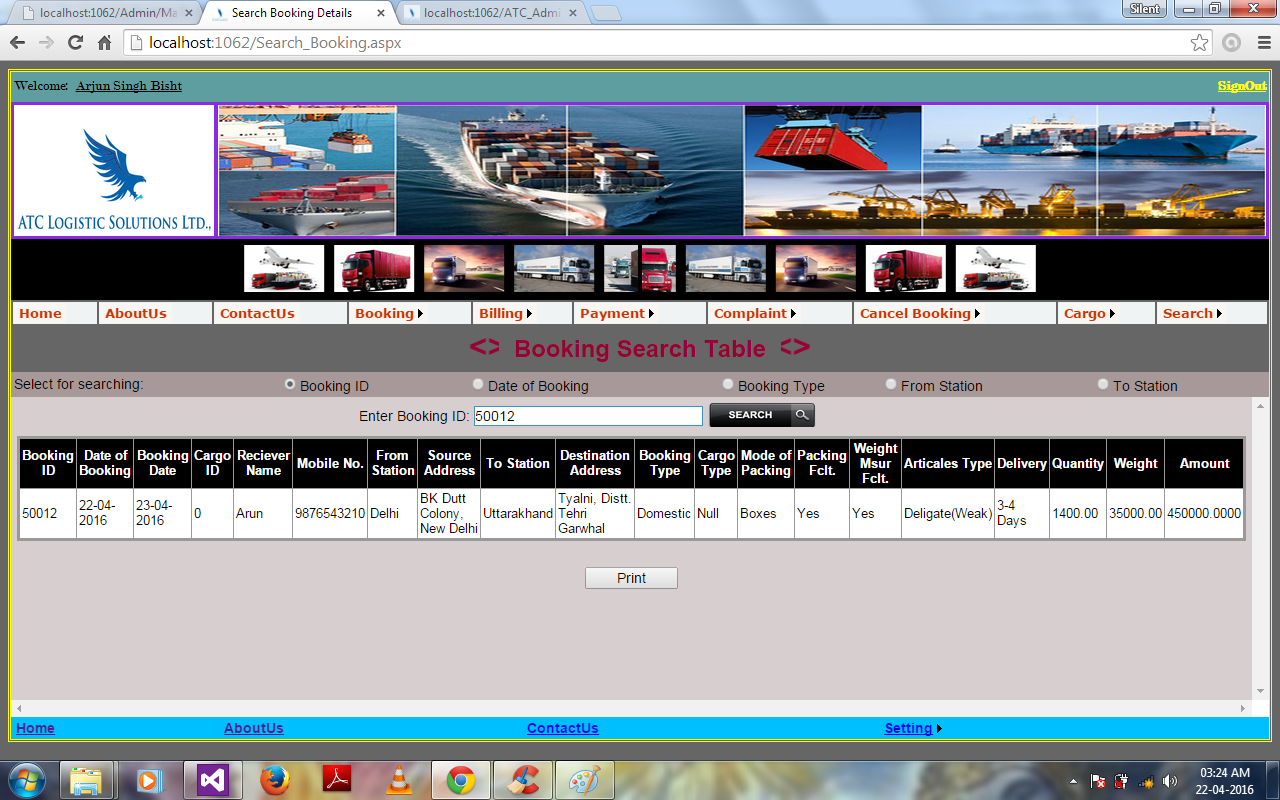 localhost:1062/Admin/Ma
Search Booking Details
localhost:1062/ATC_Admi
Silent
localhost:1062/Search_Booking.aspx
Welcome: Arjun Singh Bisht
SignOut
ATC LOGISTIC SOLUTIONS LTD.,
Home AboutUs ContactUs Booking Billing Payment Complaint Cancel Booking Cargo Search
<> Booking Search Table <>
Select for searching: Booking ID Date of Booking Booking Type From Station To Station
Enter Booking ID: 50012 SEARCH
Booking ID Date of Booking Booking Date Cargo ID Reciever Name Mobile No. From Station Source Address To Station Destination Address Booking Type Cargo Type Mode of Packing Packing Fclt. Weight Msur Fclt. Articales Type Delivery Quantity Weight Amount
50012 22-04-2016 23-04-2016 0 Arun 9876543210 Delhi BK Dutt Colony, New Delhi Uttarakhand Tyalni, Distt. Tehri Garwhal Domestic Null Boxes Yes Yes Deligate(Weak) 3-4 Days 1400.00 35000.00 450000.0000
Print
Home AboutUs ContactUs Setting
03:24 AM
22-04-2016